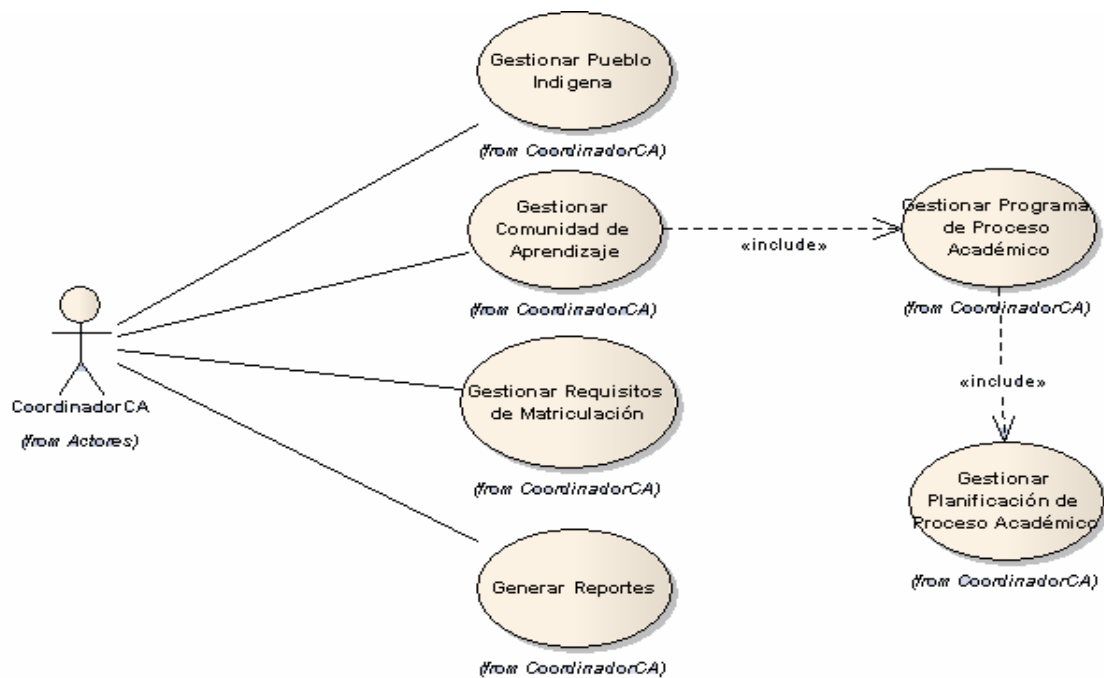 Gestionar Pueblo
Indigena
(from CoordinadorCA)
Gestionar
Comunidad de
Aprendizaje
(from CoordinadorCA)
«include»
Gestionar Programa
de Proceso
Académico
(from CoordinadorCA)
«include»
CoordinadorCA
(from Actores)
Gestionar Requisitos
de Matriculación
(from CoordinadorCA)
Gestionar
Planificación de
Proceso Académico
(from CoordinadorCA)
Generar Reportes
(from CoordinadorCA)